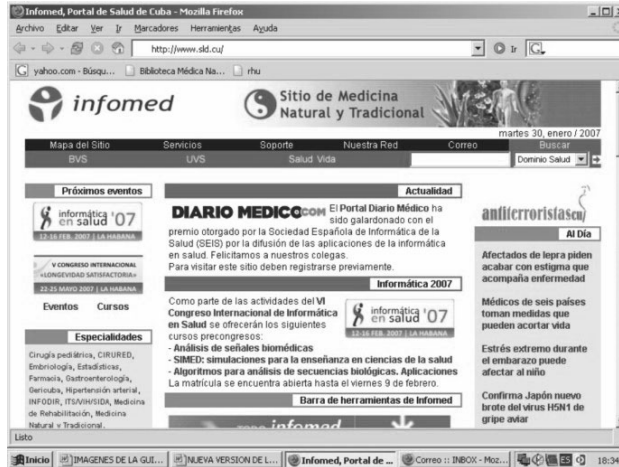 Infomed, Portal de Salud de Cuba - Mozilla Firefox
Archivo Editar Ver Ir Marcadores Herramientas Ayuda
http://www.sld.cu/ Ir
yahoo.com - Búsqu... Biblioteca Médica Na... rhu
infomed
Sitio de Medicina
Natural y Tradicional
martes 30, enero / 2007
Mapa del Sitio Servicios Soporte Nuestra Red Correo Buscar
BVS UVS Salud Vida Dominio Salud
Próximos eventos
informática
en salud '07
12-16 FEB. 2007 | LA HABANA
V CONGRESO INTERNACIONAL
«LONGEVIDAD SATISFACTORIA»
22-25 MAYO 2007 | LA HABANA
Eventos Cursos
Especialidades
Cirugía pediátrica, CIRURED,
Embriología, Estadísticas,
Farmacia, Gastroenterología,
Gericuba, Hipertensión arterial,
INFODIR, ITS/VIH/SIDA, Medicina
de Rehabilitación, Medicina
Natural y Tradicional.
Actualidad
DIARIO MEDICO.COM El Portal Diario Médico ha
sido galardonado con el
premio otorgado por la Sociedad Española de Informática de la
Salud (SEIS) por la difusión de las aplicaciones de la informática
en salud. Felicitamos a nuestros colegas.
Para visitar este sitio deben registrarse previamente.
Informática 2007
Como parte de las actividades del VI
Congreso Internacional de Informática
en Salud se ofrecerán los siguientes
cursos precongresos:
- Análisis de señales biomédicas
- SIMED: simulaciones para la enseñanza en ciencias de la salud
- Algoritmos para análisis de secuencias biológicas. Aplicaciones
La matrícula se encuentra abierta hasta el viernes 9 de febrero.
informática
en salud '07
12-16 FEB. 2007 | LA HABANA
Barra de herramientas de Infomed
infomed
antiterroristas.cu
Al Día
Afectados de lepra piden
acabar con estigma que
acompaña enfermedad
Médicos de seis países
toman medidas que
pueden acortar vida
Estrés extremo durante
el embarazo puede
afectar al niño
Confirma Japón nuevo
brote del virus H5N1 de
gripe aviar
Listo
Inicio IMAGENES DE LA GUI... NUEVA VERSION DE L... Infomed, Portal de ... Correo :: INBOX - Moz... ES 18:34